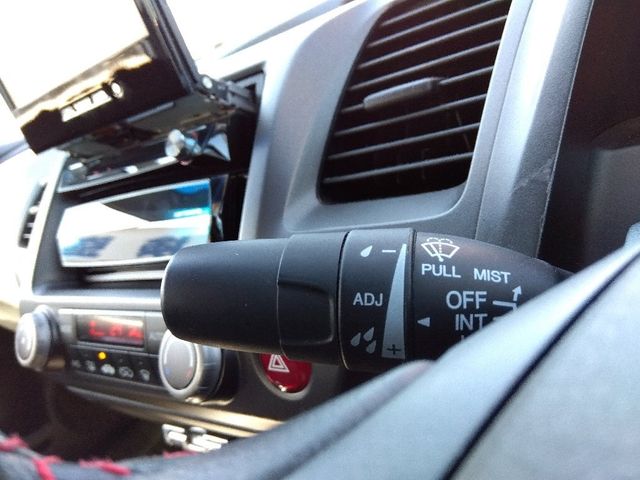 PULL MIST
OFF
ADJ
INT